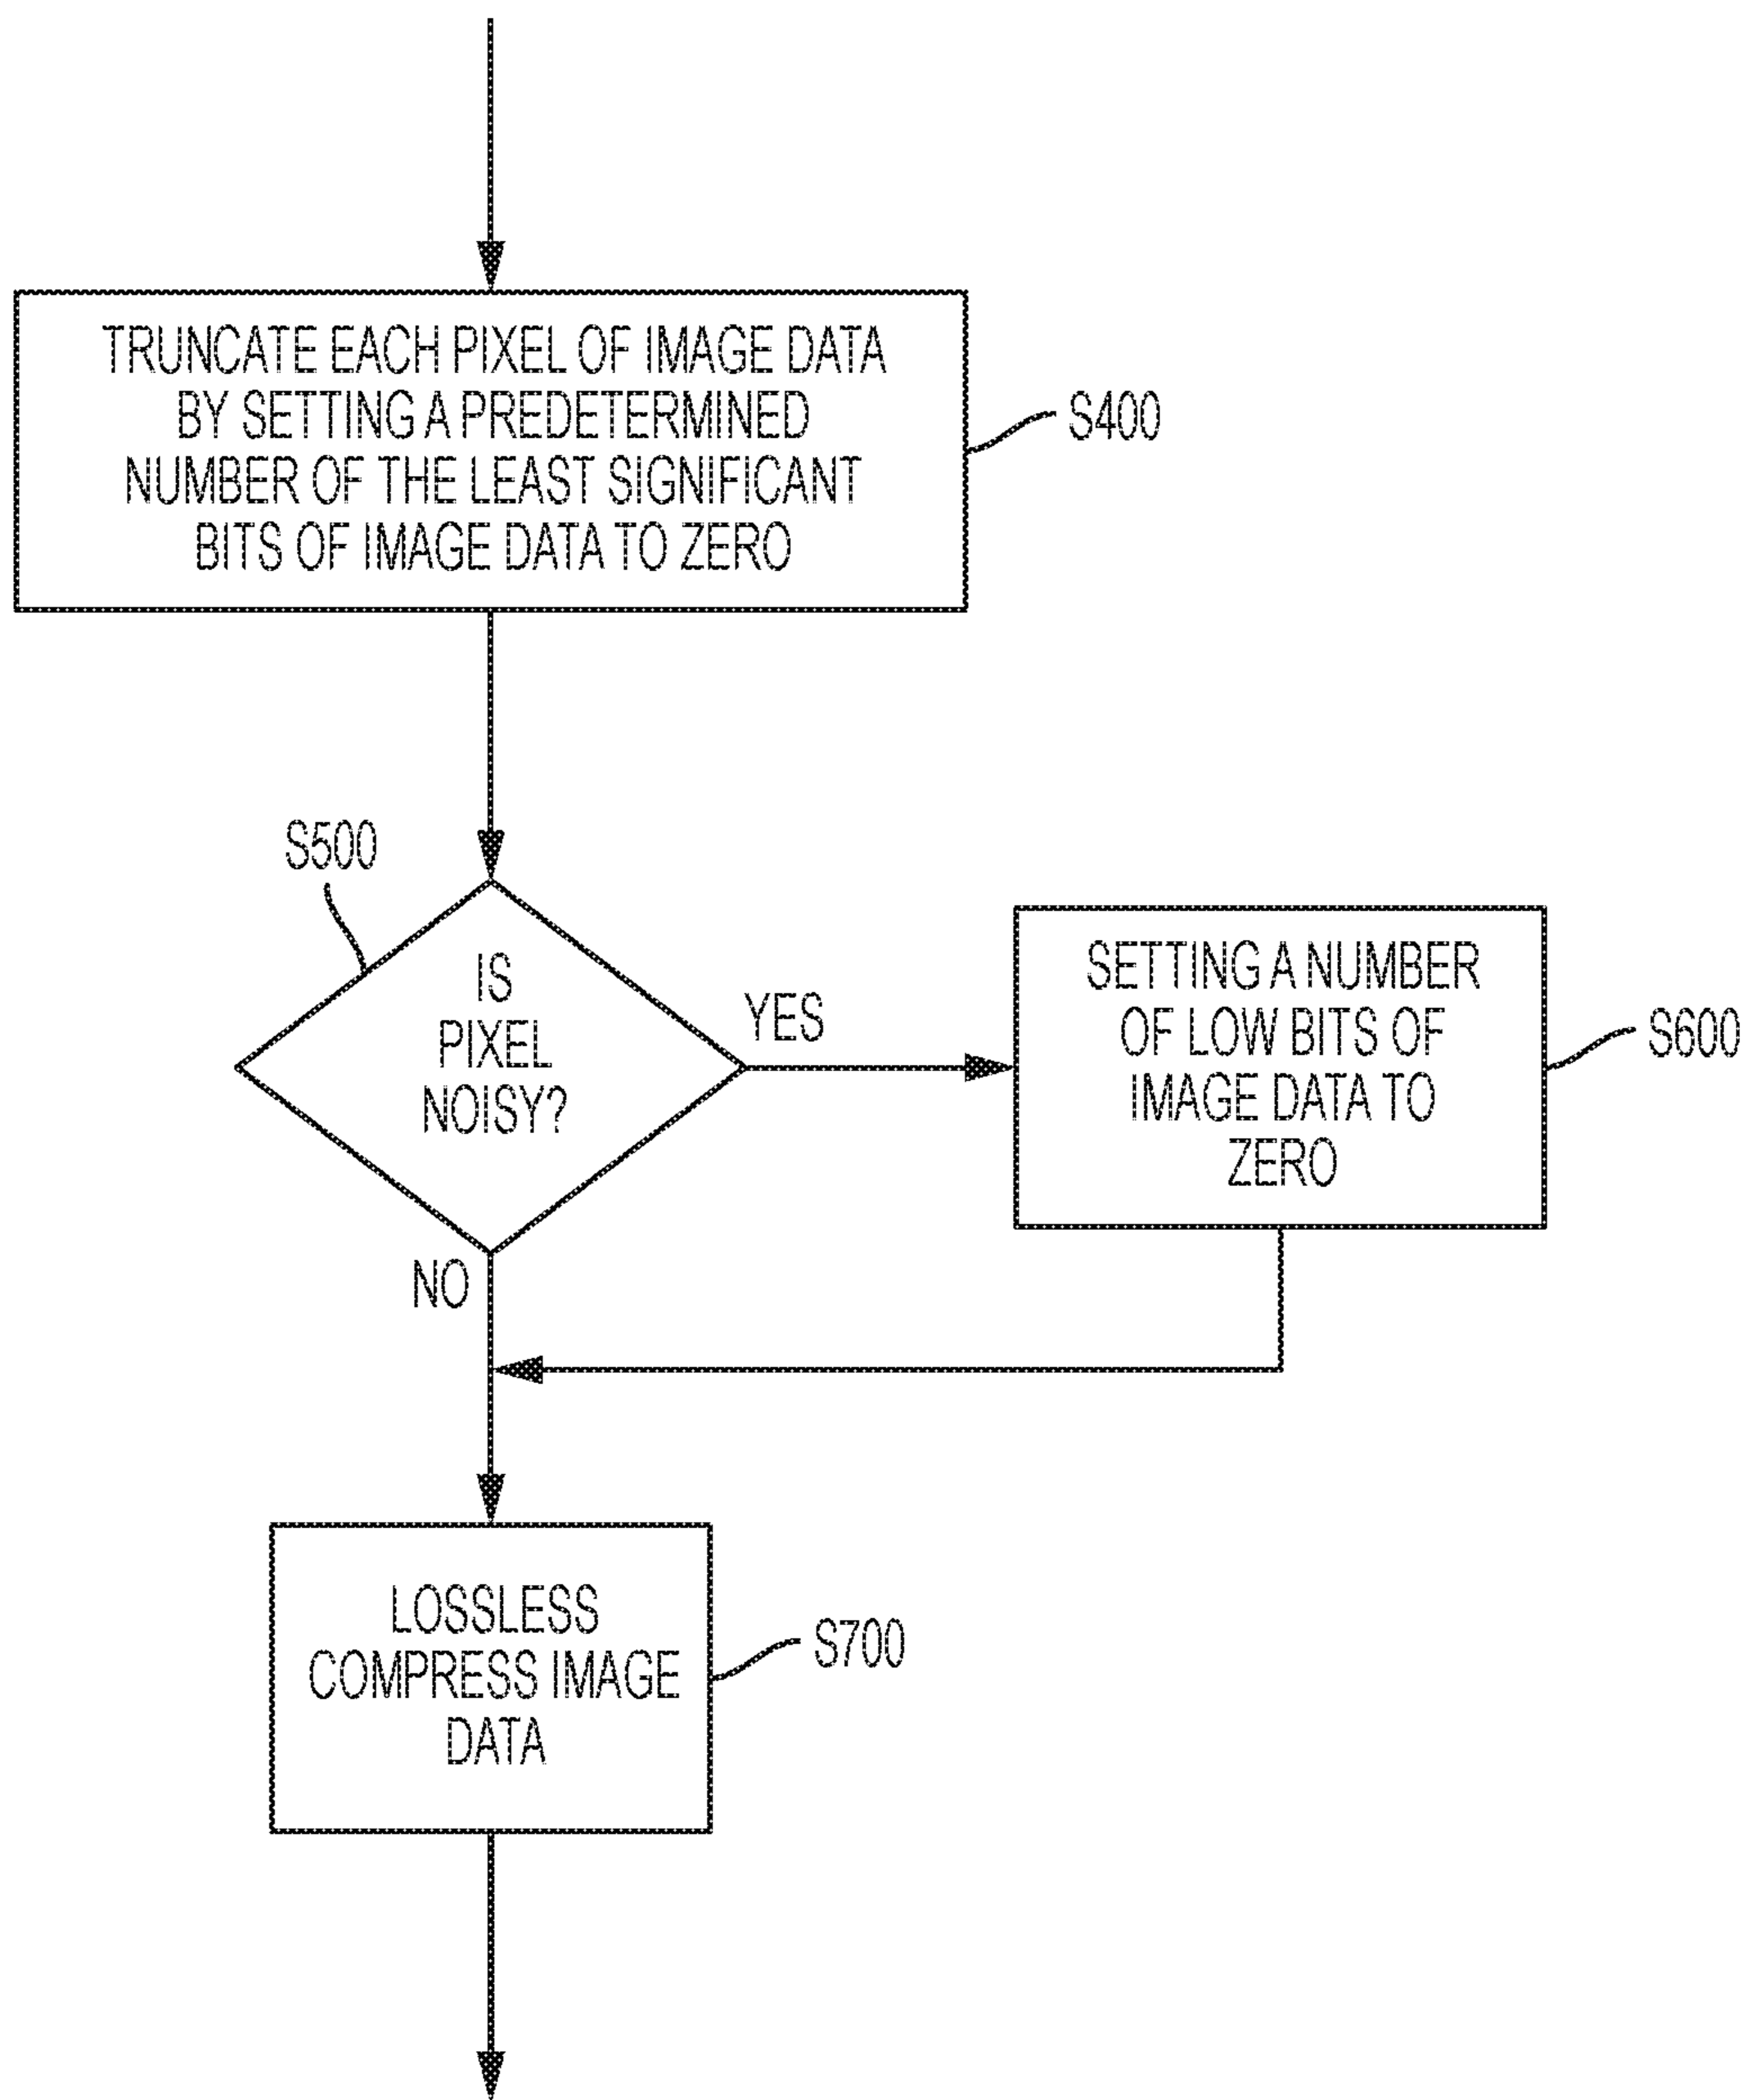 TRUNCATE EACH PIXEL OF IMAGE DATA
BY SETTING A PREDETERMINED
NUMBER OF THE LEAST SIGNIFICANT
BITS OF IMAGE DATA TO ZERO
S400
S500
IS
PIXEL
NOISY?
YES
SETTING A NUMBER
OF LOW BITS OF
IMAGE DATA TO
ZERO
S600
NO
LOSSLESS
COMPRESS IMAGE
DATA
S700